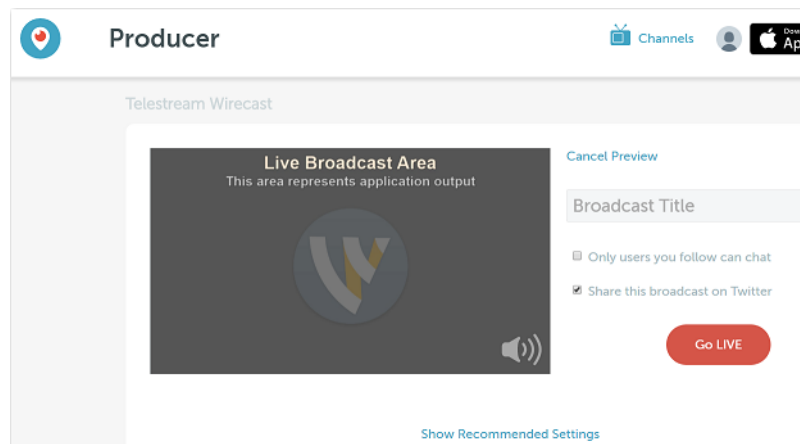 Producer
Channels
Telestream Wirecast
Live Broadcast Area
This area represents application output
Cancel Preview
Broadcast Title
Only users you follow can chat
Share this broadcast on Twitter
Go LIVE
Show Recommended Settings